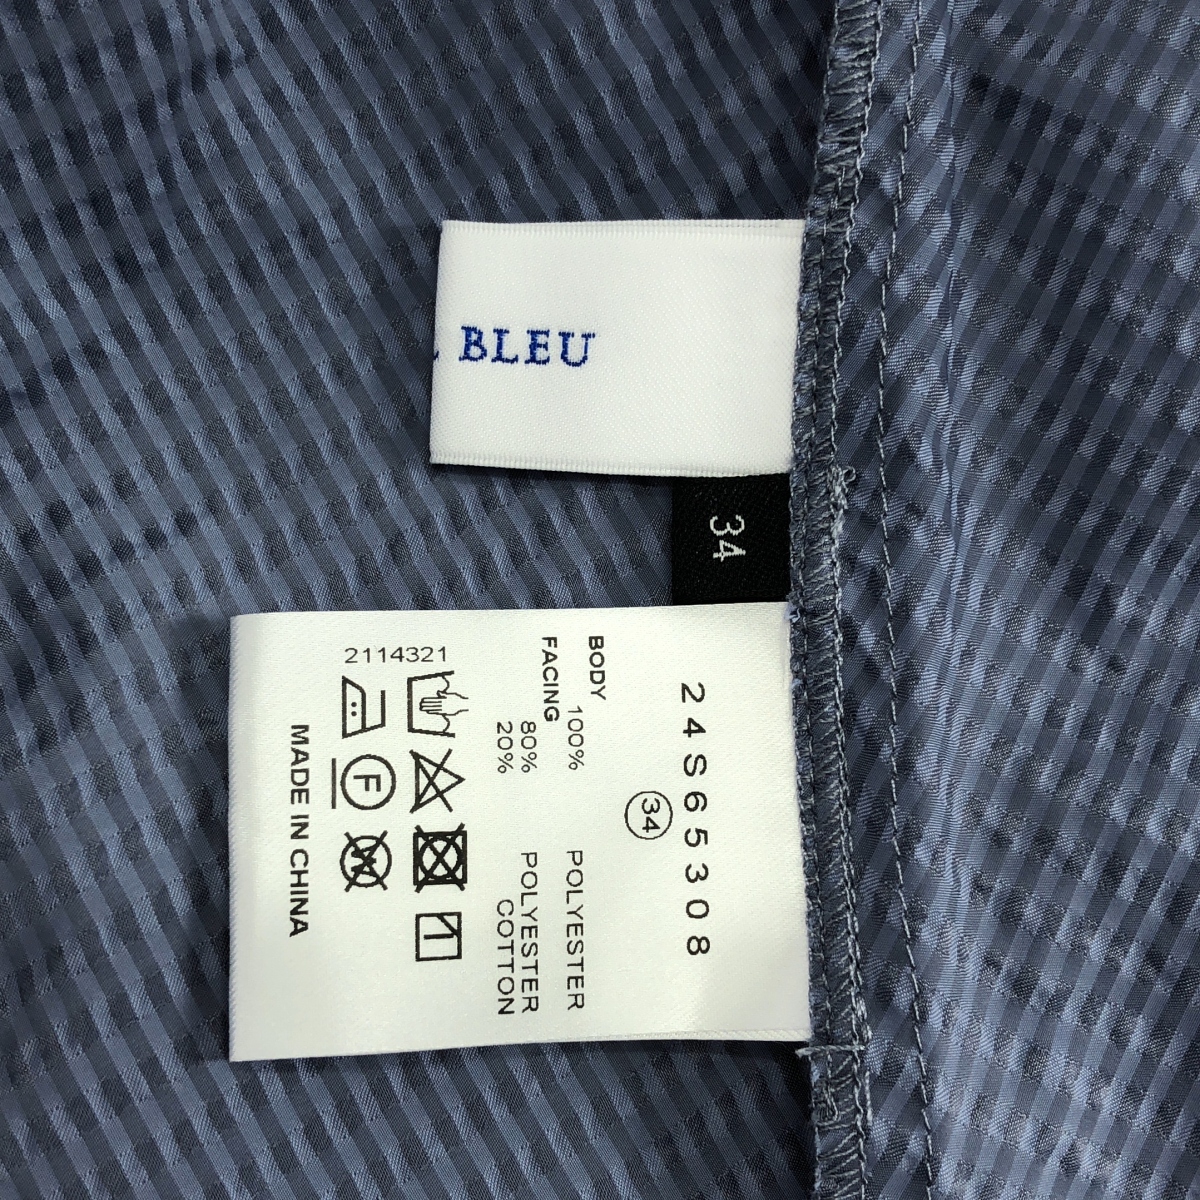 BLEU
34
24S65308
34
BODY
100% POLYESTER
FACING
80% POLYESTER
20% COTTON
2114321
F
W
MADE IN CHINA